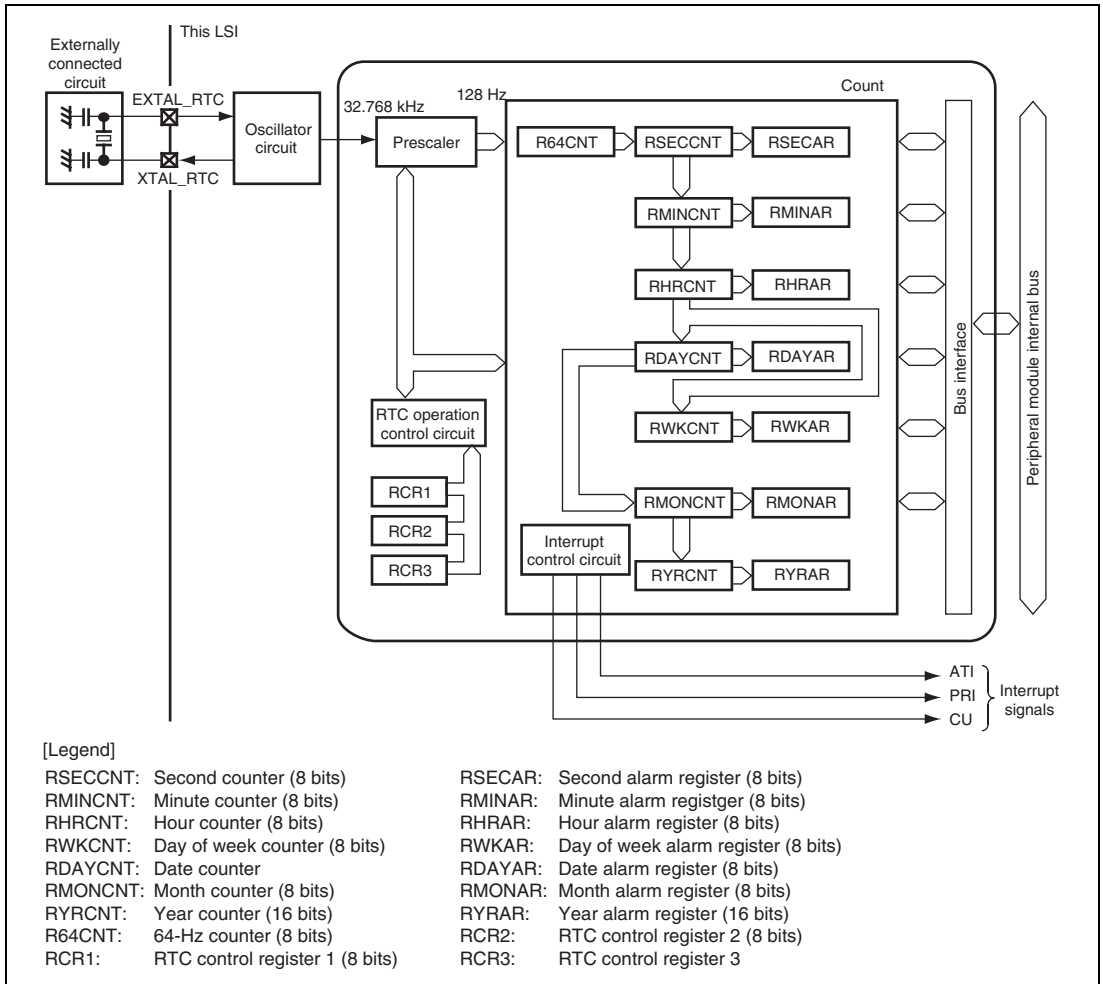 This LSI
Externally
connected
circuit
EXTAL_RTC
XTAL_RTC
Oscillator
circuit
32.768 kHz
128 Hz
Prescaler
Count
R64CNT
RSECCNT
RSECAR
RMINCNT
RMINAR
RHRCNT
RHRAR
RDAYCNT
RDAYAR
RWKCNT
RWKAR
RMONCNT
RMONAR
RYRCNT
RYRAR
RTC operation
control circuit
RCR1
RCR2
RCR3
Interrupt
control circuit
Bus interface
Peripheral module internal bus
ATI
PRI
CU
Interrupt
signals
[Legend]
RSECCNT: Second counter (8 bits)
RMINCNT: Minute counter (8 bits)
RHRCNT: Hour counter (8 bits)
RWKCNT: Day of week counter (8 bits)
RDAYCNT: Date counter
RMONCNT: Month counter (8 bits)
RYRCNT: Year counter (16 bits)
R64CNT: 64-Hz counter (8 bits)
RCR1: RTC control register 1 (8 bits)
RSECAR: Second alarm register (8 bits)
RMINAR: Minute alarm registger (8 bits)
RHRAR: Hour alarm register (8 bits)
RWKAR: Day of week alarm register (8 bits)
RDAYAR: Date alarm register (8 bits)
RMONAR: Month alarm register (8 bits)
RYRAR: Year alarm register (16 bits)
RCR2: RTC control register 2 (8 bits)
RCR3: RTC control register 3